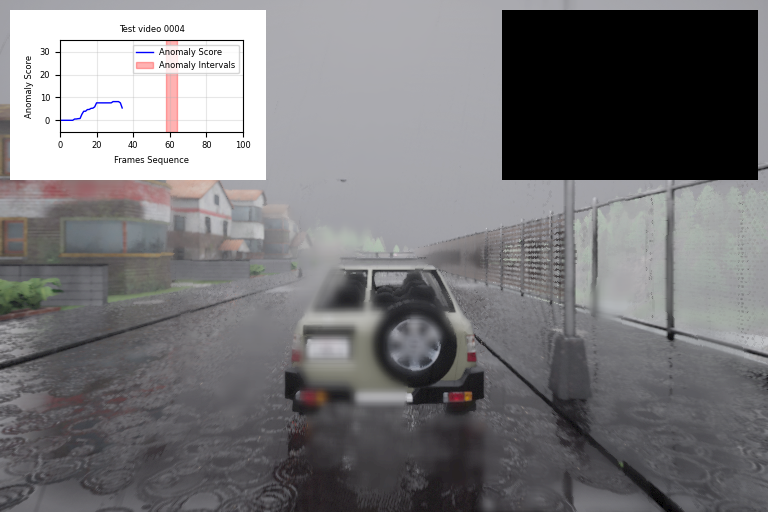 Test video 0004
Anomaly Score
Anomaly Intervals
Anomaly Score
30
20
10
0
0 20 40 60 80 100
Frames Sequence